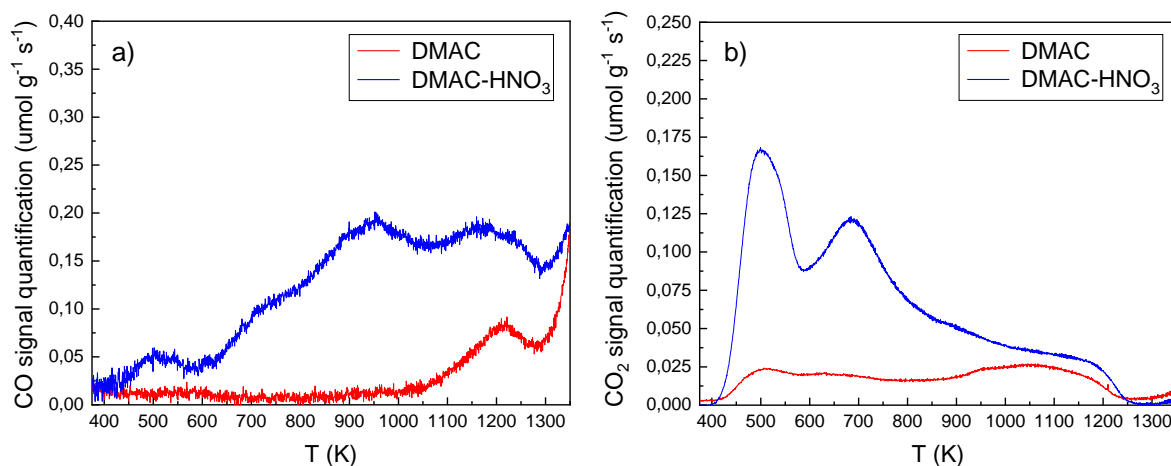 a)
DMAC
DMAC-HNO3
0,40
0,35
0,30
0,25
0,20
0,15
0,10
0,05
0,00
CO signal quantification (umol g-1 s-1)
400 500 600 700 800 900 1000 1100 1200 1300
T (K)
b)
DMAC
DMAC-HNO3
0,250
0,225
0,200
0,175
0,150
0,125
0,100
0,075
0,050
0,025
0,000
CO2 signal quantification (umol g-1 s-1)
400 500 600 700 800 900 1000 1100 1200 1300
T (K)